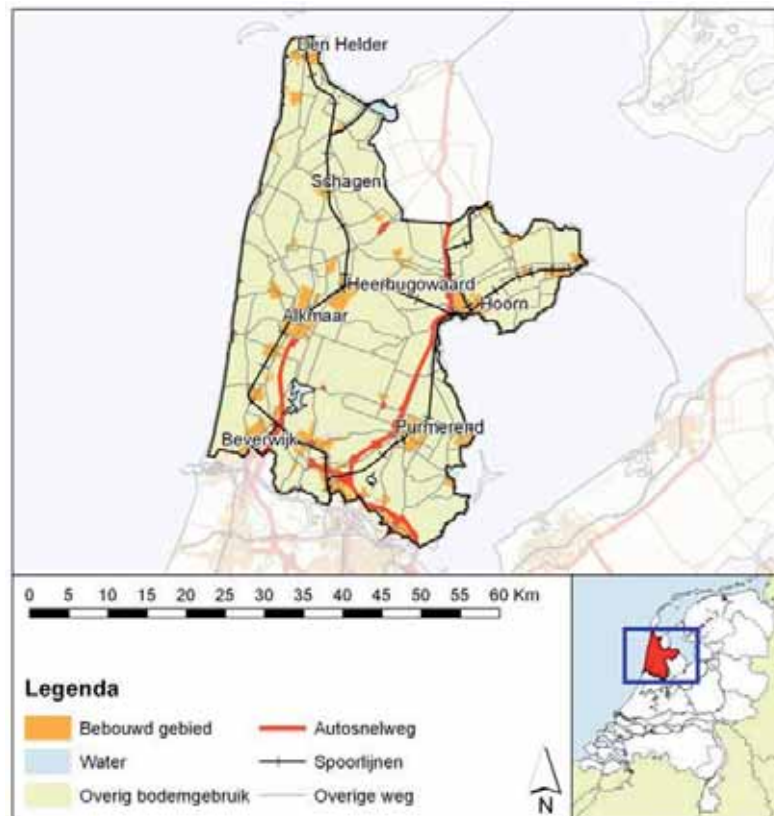 Den Helder
Schagen
Heerhugowaard
Alkmaar
Hoorn
Purmerend
Beverwijk
0 5 10 15 20 25 30 35 40 45 50 55 60 Km
Legenda
Bebouwd gebied
Autosnelweg
Water
Spoorlijnen
Overig bodemgebruik
Overige weg
N